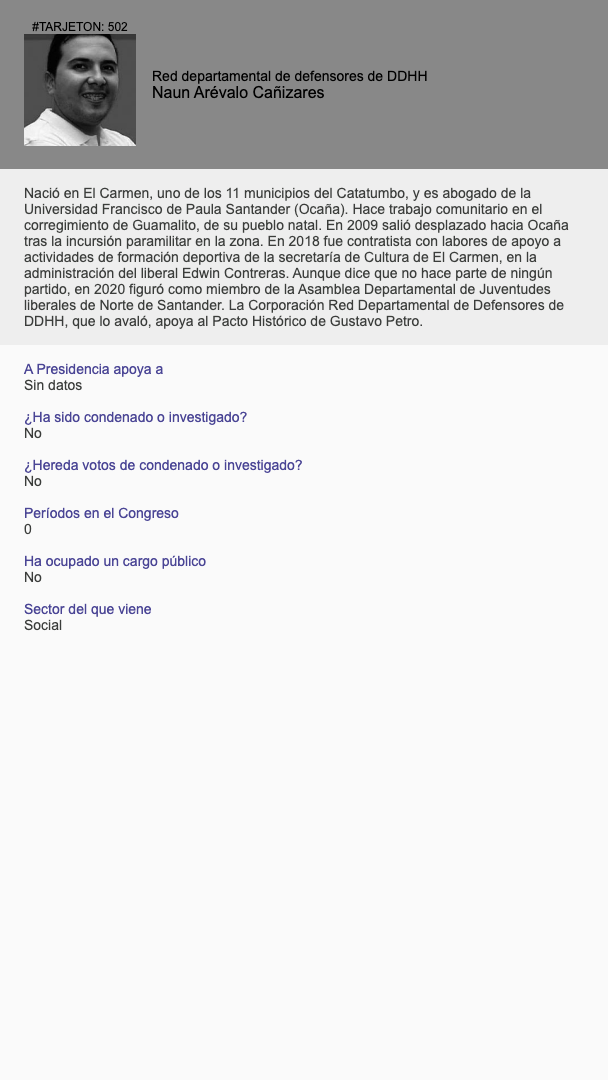 #TARJETON: 502
Red departamental de defensores de DDHH
Naun Arévalo Cañizares
Nació en El Carmen, uno de los 11 municipios del Catatumbo, y es abogado de la
Universidad Francisco de Paula Santander (Ocaña). Hace trabajo comunitario en el
corregimiento de Guamalito, de su pueblo natal. En 2009 salió desplazado hacia Ocaña
tras la incursión paramilitar en la zona. En 2018 fue contratista con labores de apoyo a
actividades de formación deportiva de la secretaría de Cultura de El Carmen, en la
administración del liberal Edwin Contreras. Aunque dice que no hace parte de ningún
partido, en 2020 figuró como miembro de la Asamblea Departamental de Juventudes
liberales de Norte de Santander. La Corporación Red Departamental de Defensores de
DDHH, que lo avaló, apoya al Pacto Histórico de Gustavo Petro.
A Presidencia apoya a
Sin datos
¿Ha sido condenado o investigado?
No
¿Hereda votos de condenado o investigado?
No
Períodos en el Congreso
0
Ha ocupado un cargo público
No
Sector del que viene
Social